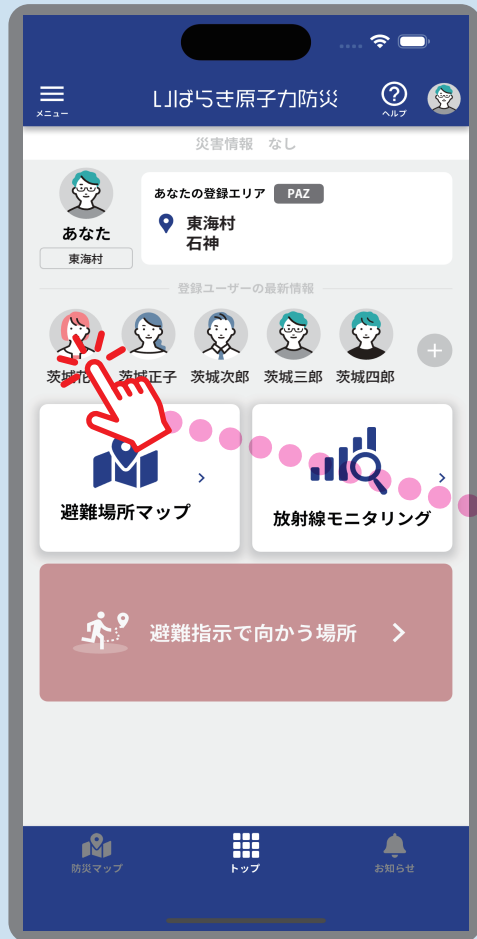 メニュー
いばらき原子力防災
ヘルプ
災害情報 なし
あなた
東海村
あなたの登録エリア PAZ
東海村
石神
登録ユーザーの最新情報
茨城花
茨城正子
茨城次郎
茨城三郎
茨城四郎
避難場所マップ
放射線モニタリング
避難指示で向かう場所
防災マップ
トップ
お知らせ